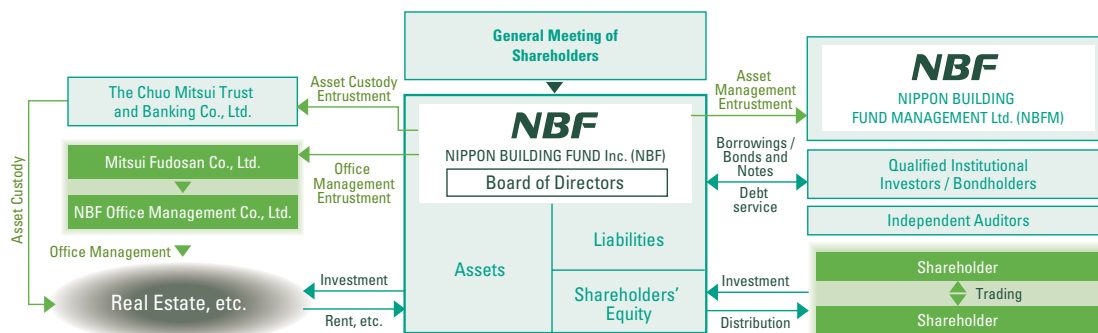 General Meeting of
Shareholders
The Chuo Mitsui Trust
and Banking Co., Ltd.
Asset Custody
Entrustment
Asset
Management
Entrustment
NBF
NIPPON BUILDING
FUND MANAGEMENT Ltd. (NBFM)
NBF
NIPPON BUILDING FUND Inc. (NBF)
Board of Directors
Mitsui Fudosan Co., Ltd.
NBF Office Management Co., Ltd.
Office
Management
Entrustment
Borrowings /
Bonds and
Notes
Debt
service
Qualified Institutional
Investors / Bondholders
Independent Auditors
Asset Custody
Office Management
Real Estate, etc.
Investment
Rent, etc.
Assets
Liabilities
Shareholders'
Equity
Investment
Distribution
Shareholder
Trading
Shareholder